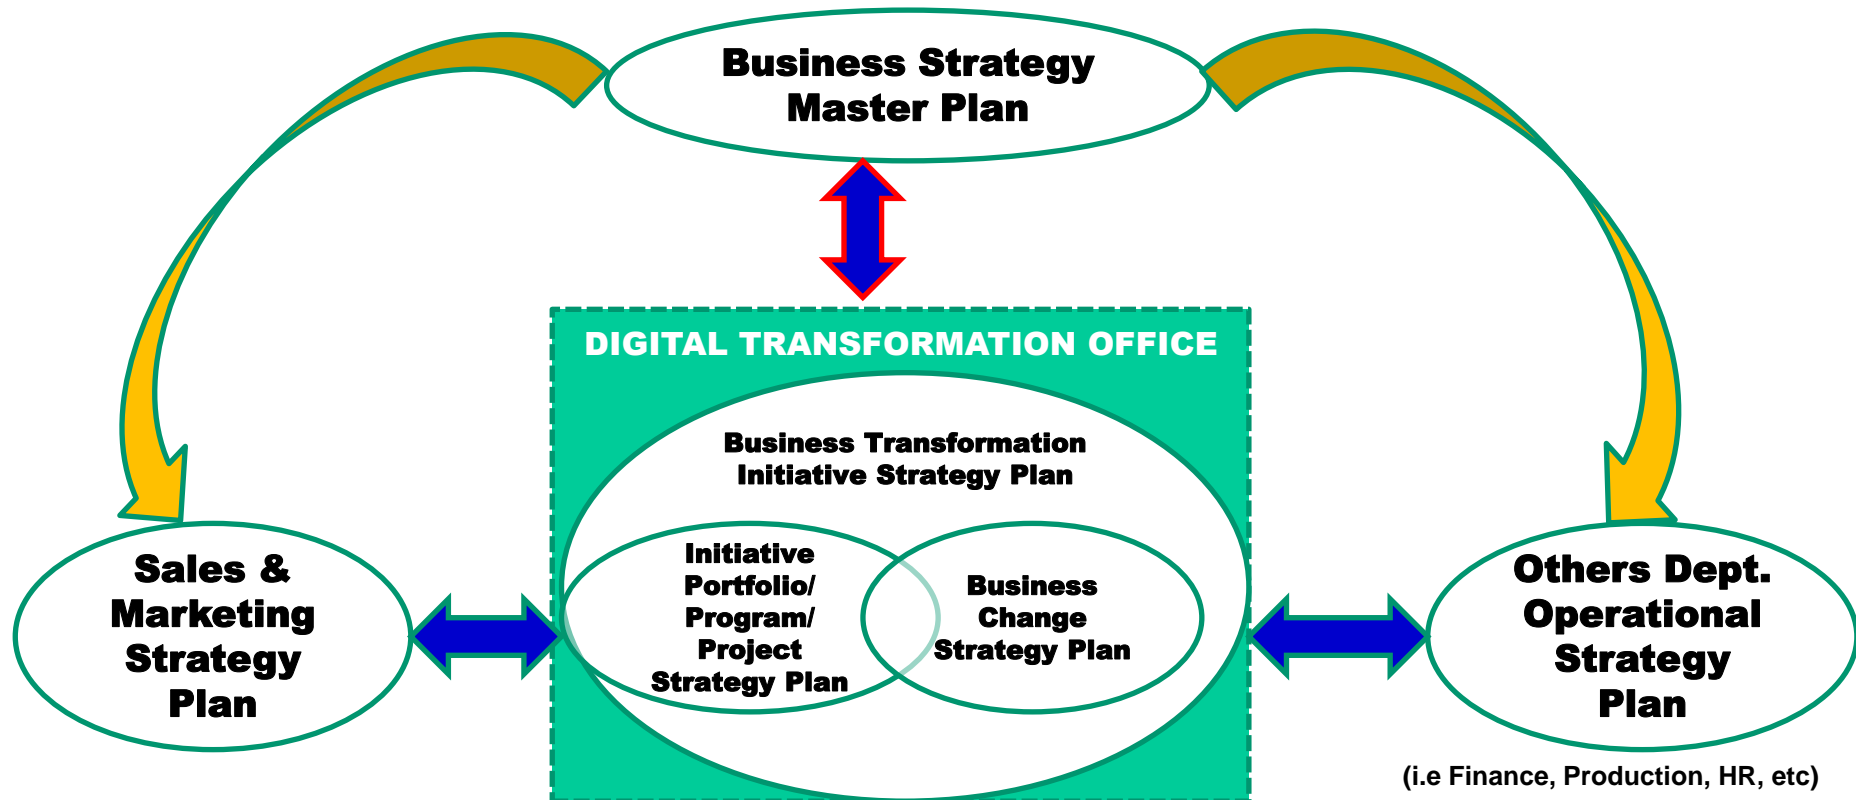 Business Strategy
Master Plan
DIGITAL TRANSFORMATION OFFICE
Business Transformation
Initiative Strategy Plan
Initiative
Portfolio/
Program/
Project
Strategy Plan
Business
Change
Strategy Plan
Sales &
Marketing
Strategy
Plan
Others Dept.
Operational
Strategy
Plan
(i.e Finance, Production, HR, etc)